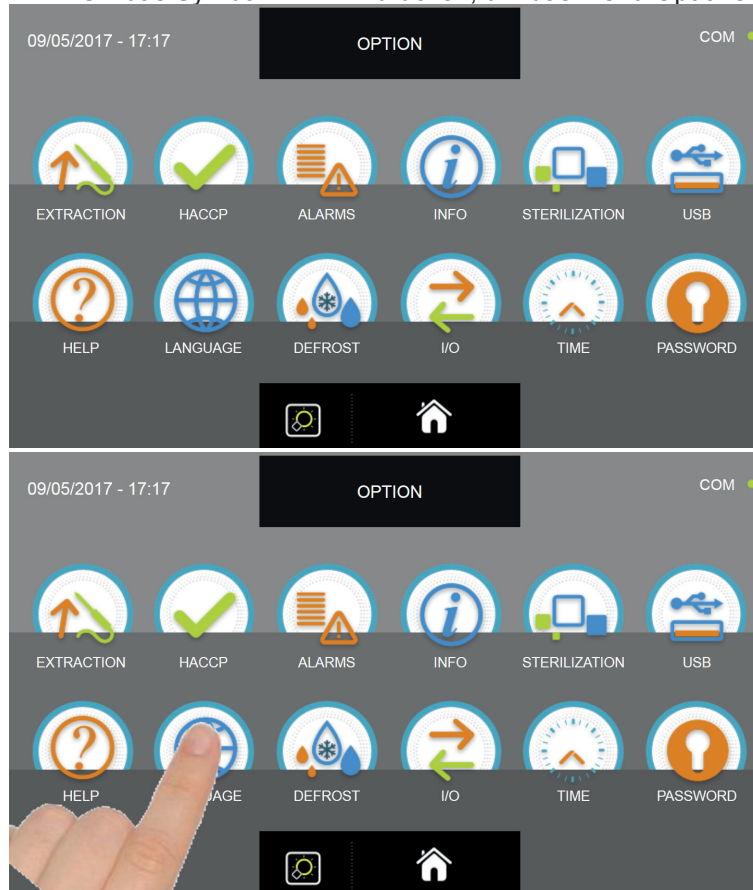 09/05/2017 - 17:17
OPTION
COM
EXTRACTION
HACCP
ALARMS
INFO
STERILIZATION
USB
HELP
LANGUAGE
DEFROST
I/O
TIME
PASSWORD
09/05/2017 - 17:17
OPTION
COM
EXTRACTION
HACCP
ALARMS
INFO
STERILIZATION
USB
HELP
UAGE
DEFROST
I/O
TIME
PASSWORD